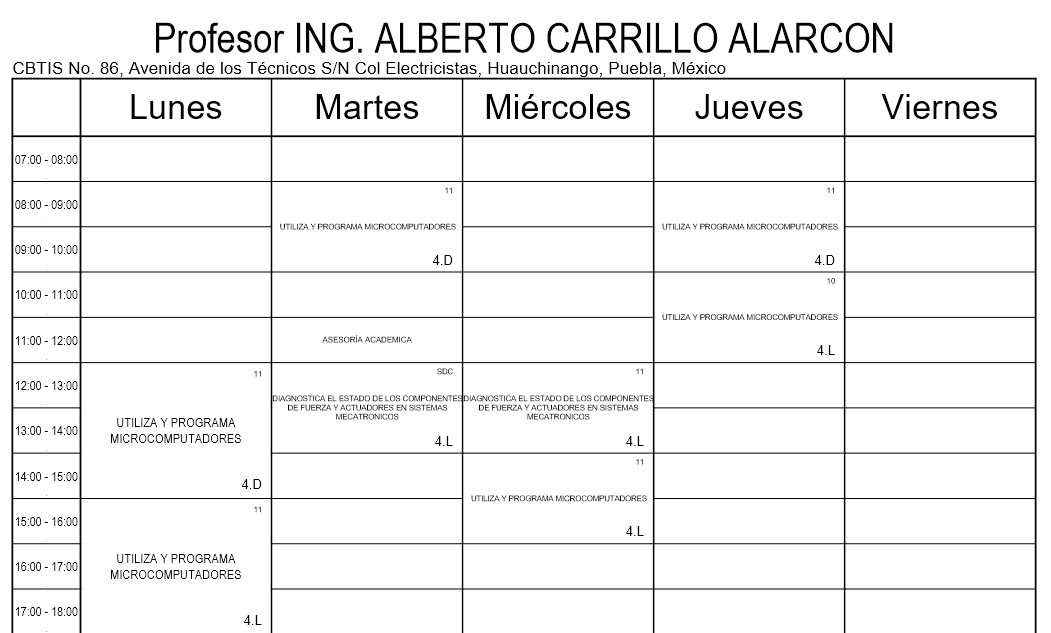 Profesor ING. ALBERTO CARRILLO ALARCON
CBTIS No. 86, Avenida de los Técnicos S/N Col Electricistas, Huauchinango, Puebla, México
Lunes Martes Miércoles Jueves Viernes
07:00 - 08:00
11 11
08:00 - 09:00
UTILIZA Y PROGRAMA MICROCOMPUTADORES UTILIZA Y PROGRAMA MICROCOMPUTADORES
09:00 - 10:00
4.D 4.D
10
10:00 - 11:00
UTILIZA Y PROGRAMA MICROCOMPUTADORES
11:00 - 12:00 ASESORÍA ACADEMICA
4.L
11 SDC 11
12:00 - 13:00
DIAGNOSTICA EL ESTADO DE LOS COMPONENTES DIAGNOSTICA EL ESTADO DE LOS COMPONENTES
DE FUERZA Y ACTUADORES EN SISTEMAS DE FUERZA Y ACTUADORES EN SISTEMAS
MECATRONICOS MECATRONICOS
UTILIZA Y PROGRAMA
13:00 - 14:00
MICROCOMPUTADORES
4.L 4.L
11
14:00 - 15:00
4.D
UTILIZA Y PROGRAMA MICROCOMPUTADORES
11
15:00 - 16:00
4.L
UTILIZA Y PROGRAMA
16:00 - 17:00
MICROCOMPUTADORES
17:00 - 18:00
4.L